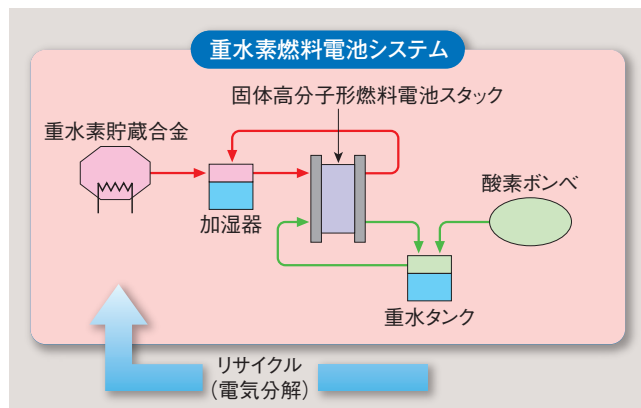 重水素燃料電池システム
固体高分子形燃料電池スタック
重水素貯蔵合金
酸素ボンベ
加湿器
重水タンク
リサイクル
(電気分解)